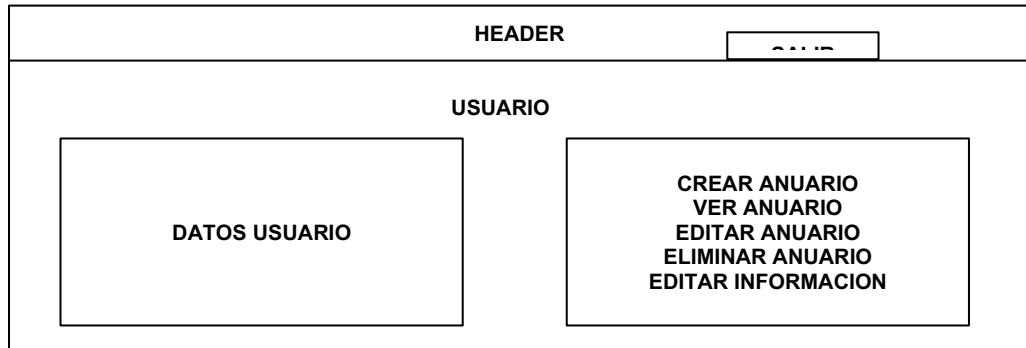 HEADER
USUARIO
DATOS USUARIO
CREAR ANUARIO
VER ANUARIO
EDITAR ANUARIO
ELIMINAR ANUARIO
EDITAR INFORMACION